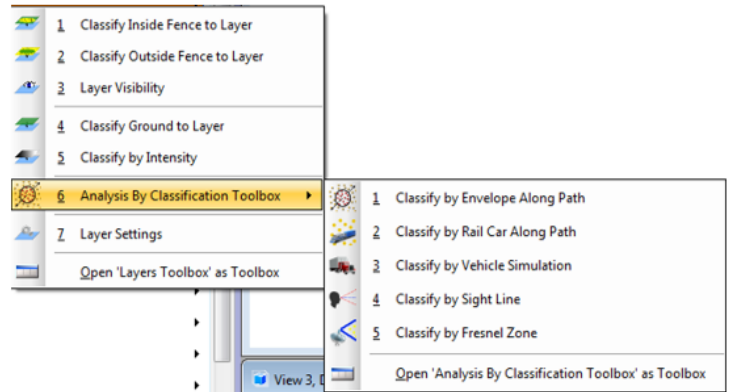 1 Classify Inside Fence to Layer
2 Classify Outside Fence to Layer
3 Layer Visibility
4 Classify Ground to Layer
5 Classify by Intensity
6 Analysis By Classification Toolbox
7 Layer Settings
Open 'Layers Toolbox' as Toolbox
1 Classify by Envelope Along Path
2 Classify by Rail Car Along Path
3 Classify by Vehicle Simulation
4 Classify by Sight Line
5 Classify by Fresnel Zone
Open 'Analysis By Classification Toolbox' as Toolbox
View 3,